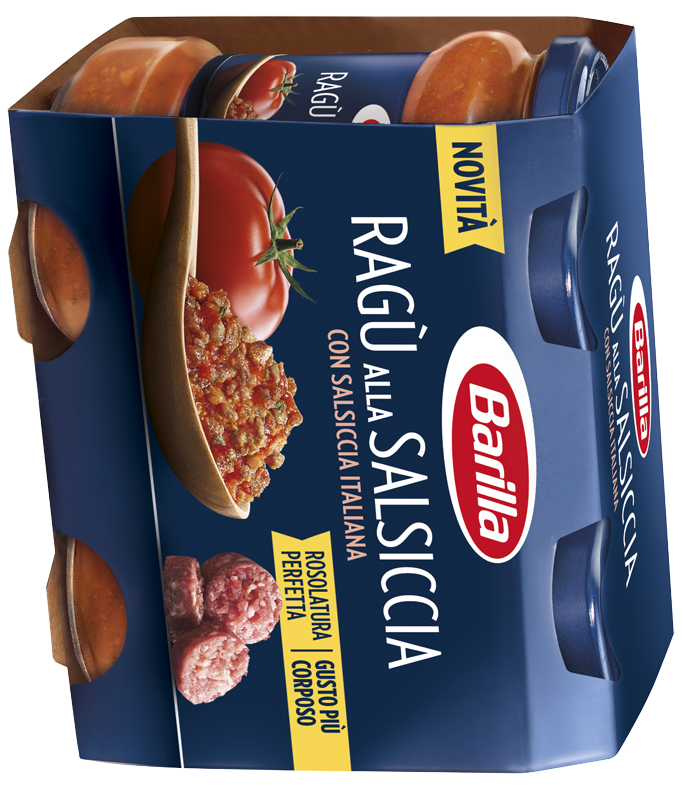 RAGÙ
NOVITÀ
Barilla
RAGÙ ALLA SALSICCIA
CON SALSICCIA ITALIANA
ROSOLATURA PERFETTA | GUSTO PIÙ CORPOSO
Barilla
RAGÙ ALLA SALSICCIA
CON SALSICCIA ITALIANA